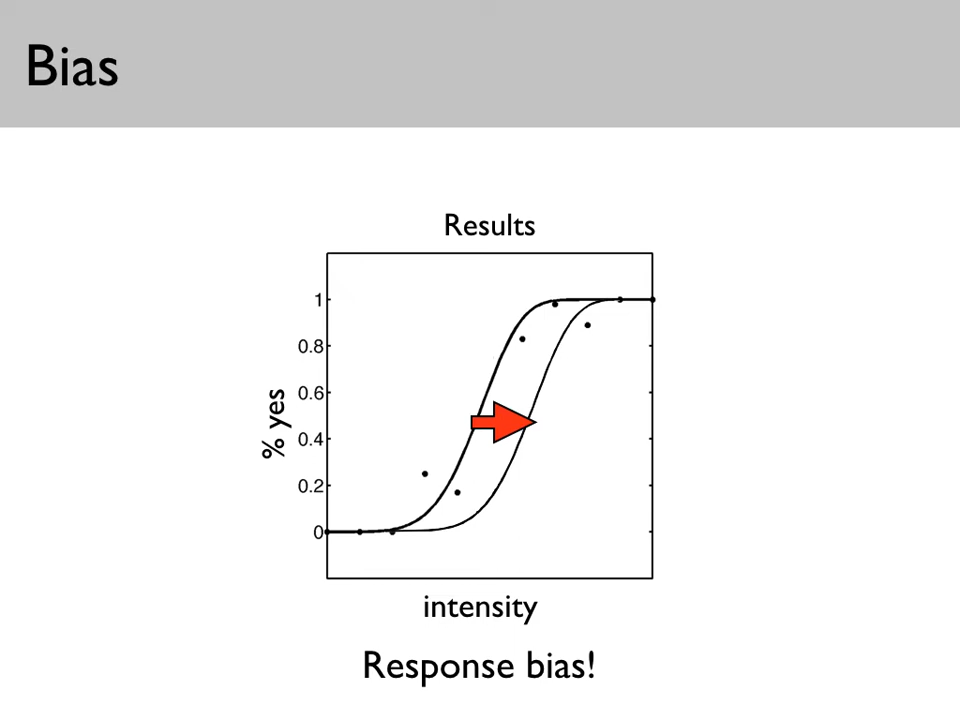 Bias
Results
1
0.8
0.6
0.4
0.2
0
% yes
intensity
Response bias!